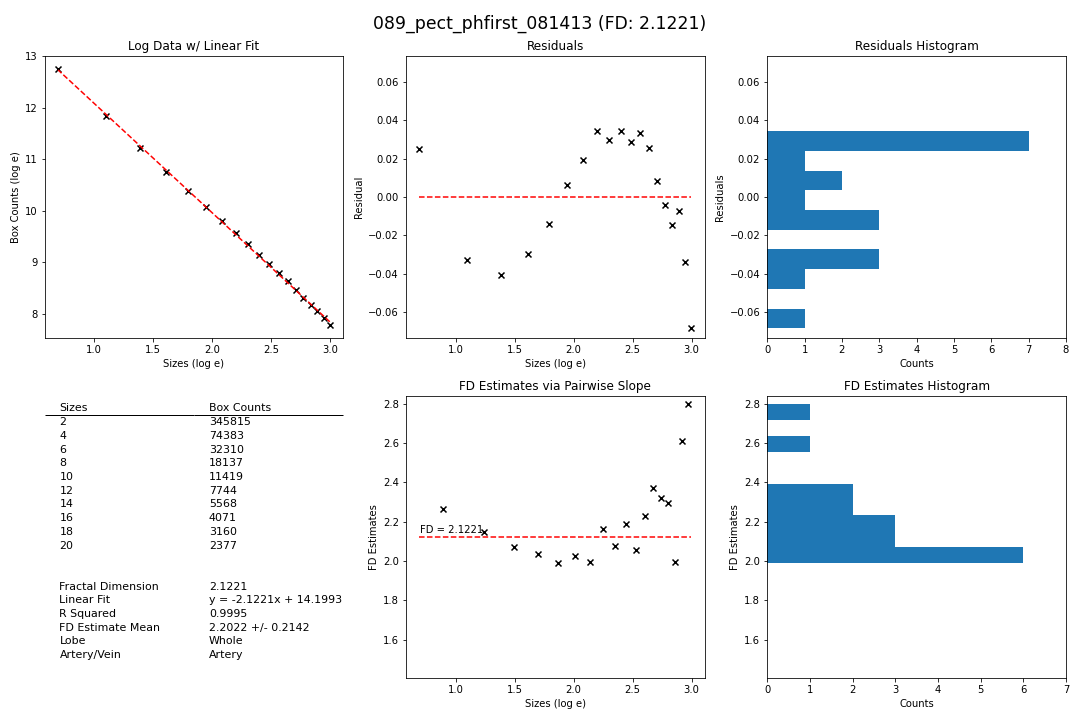 089_pect_phfirst_081413 (FD: 2.1221)
Log Data w/ Linear Fit
Box Counts (log e)
13
12
11
10
9
8
1.0 1.5 2.0 2.5 3.0
Sizes (log e)
Residuals
Residual
0.06
0.04
0.02
0.00
−0.02
−0.04
−0.06
1.0 1.5 2.0 2.5 3.0
Sizes (log e)
Residuals Histogram
Residuals
0.06
0.04
0.02
0.00
−0.02
−0.04
−0.06
0 1 2 3 4 5 6 7 8
Counts
Sizes Box Counts
2 345815
4 74383
6 32310
8 18137
10 11419
12 7744
14 5568
16 4071
18 3160
20 2377
Fractal Dimension 2.1221
Linear Fit y = -2.1221x + 14.1993
R Squared 0.9995
FD Estimate Mean 2.2022 +/- 0.2142
Lobe Whole
Artery/Vein Artery
FD Estimates via Pairwise Slope
FD Estimates
2.8
2.6
2.4
2.2
2.0
1.8
1.6
FD = 2.1221
1.0 1.5 2.0 2.5 3.0
Sizes (log e)
FD Estimates Histogram
FD Estimates
2.8
2.6
2.4
2.2
2.0
1.8
1.6
0 1 2 3 4 5 6 7
Counts